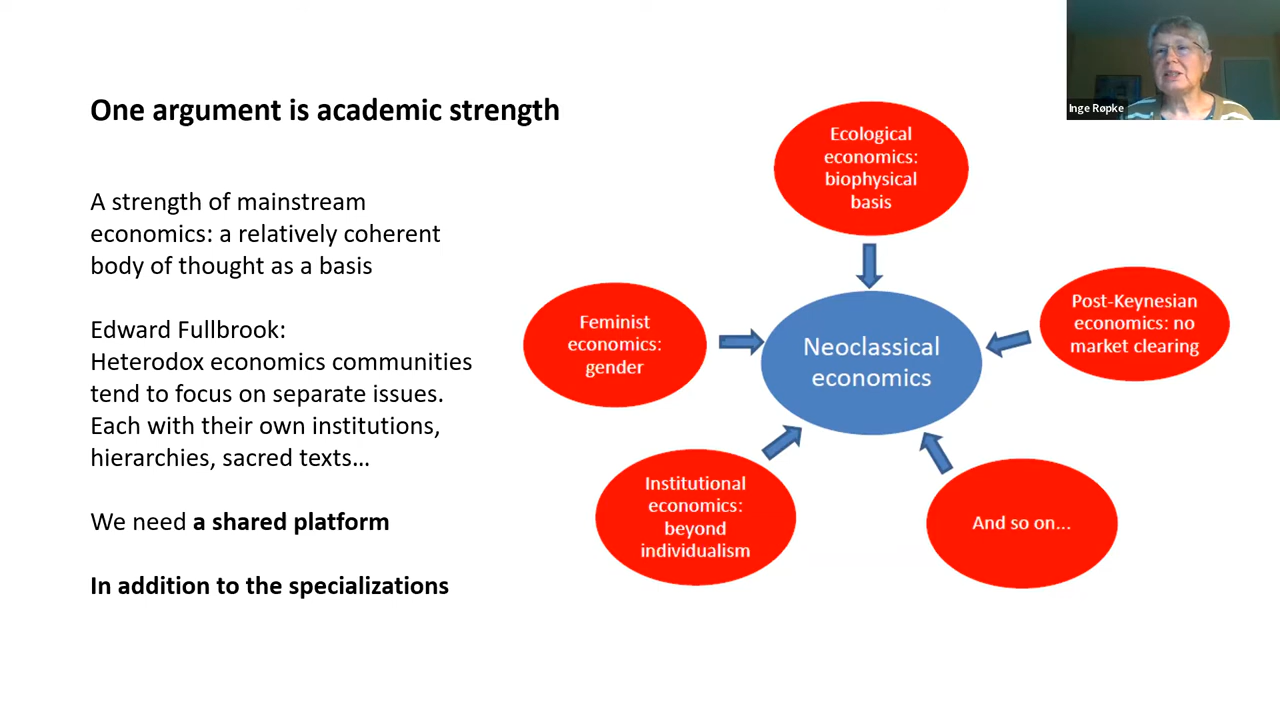 One argument is academic strength
A strength of mainstream
economics: a relatively coherent
body of thought as a basis
Edward Fullbrook:
Heterodox economics communities
tend to focus on separate issues.
Each with their own institutions,
hierarchies, sacred texts…
We need a shared platform
In addition to the specializations
Ecological
economics:
biophysical
basis
Feminist
economics:
gender
Neoclassical
economics
Post-Keynesian
economics: no
market clearing
Institutional
economics:
beyond
individualism
And so on...
Inge Røpke